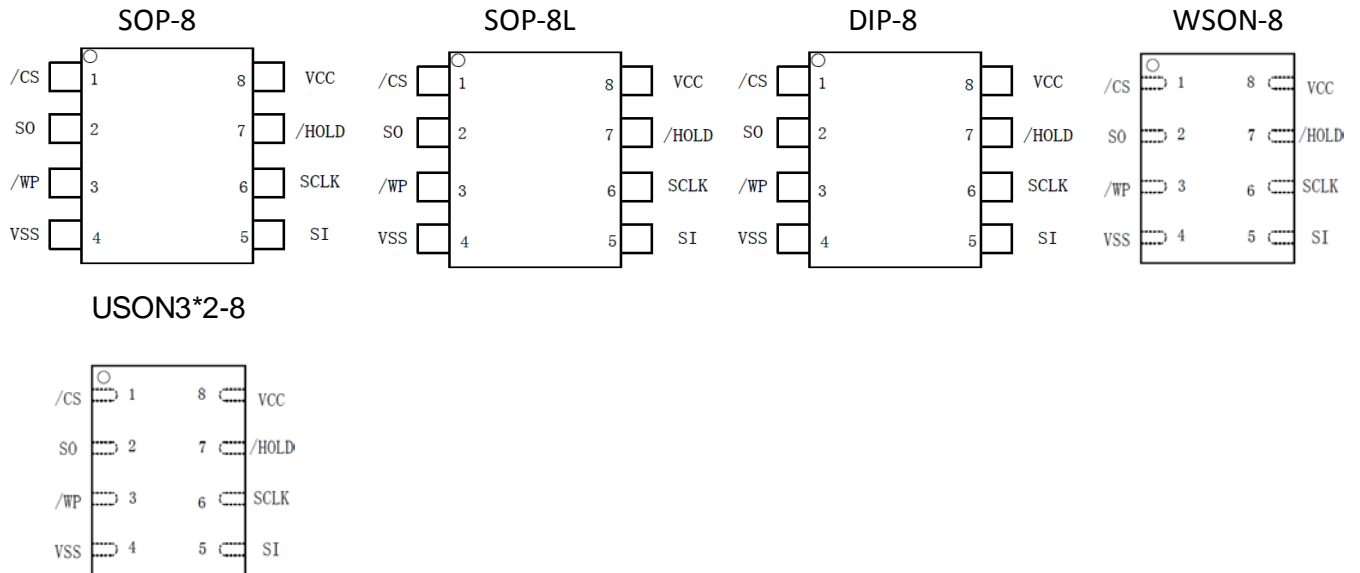 SOP-8 SOP-8L DIP-8 WSON-8
/CS 1 8 VCC /CS 1 8 VCC /CS 1 8 VCC /CS 1 8 VCC
SO 2 7 /HOLD SO 2 7 /HOLD SO 2 7 /HOLD SO 2 7 /HOLD
/WP 3 6 SCLK /WP 3 6 SCLK /WP 3 6 SCLK /WP 3 6 SCLK
VSS 4 5 SI VSS 4 5 SI VSS 4 5 SI VSS 4 5 SI
USON3*2-8
/CS 1 8 VCC
SO 2 7 /HOLD
/WP 3 6 SCLK
VSS 4 5 SI